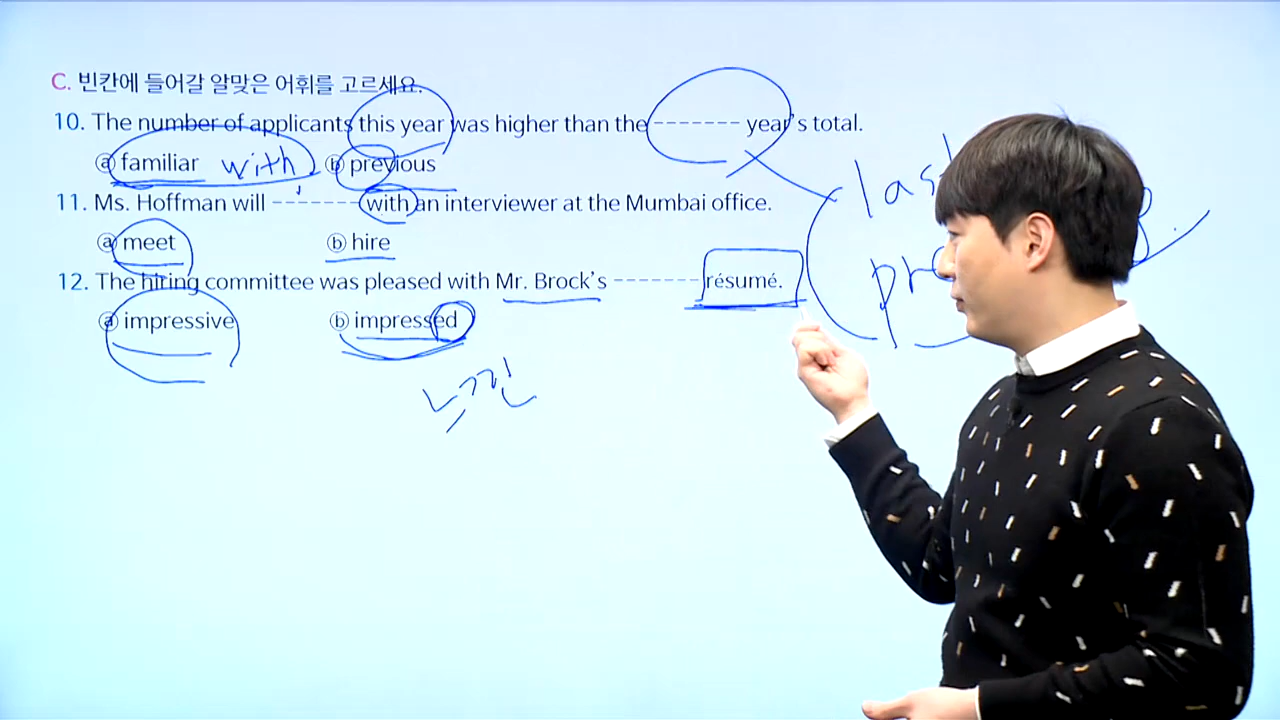 C. 빈칸에 들어갈 알맞은 어휘를 고르세요.
10. The number of applicants this year was higher than the ------- year's total.
ⓐ familiar with ⓑ previous
11. Ms. Hoffman will ------- with an interviewer at the Mumbai office.
ⓐ meet ⓑ hire
12. The hiring committee was pleased with Mr. Brock's ------- résumé.
ⓐ impressive ⓑ impressed
느낀